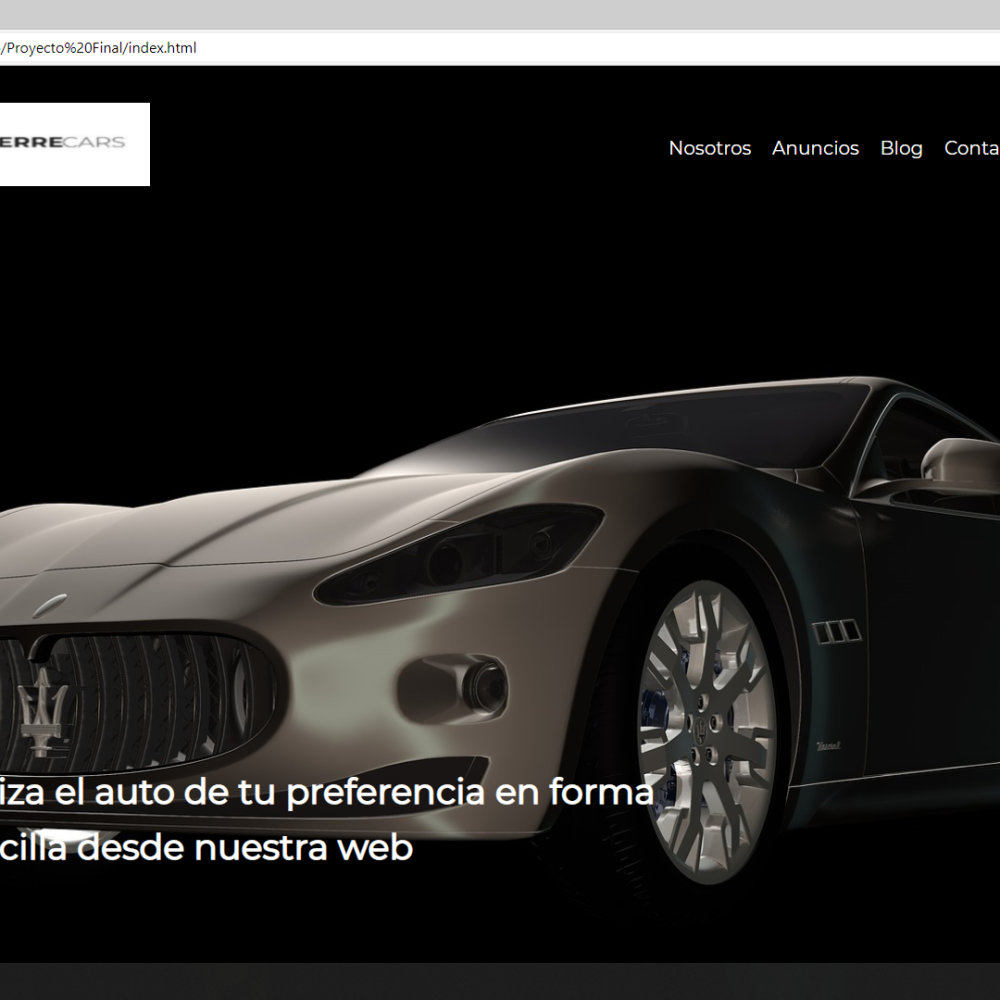 /Proyecto%20Final/index.html
ERRECARS
Nosotros Anuncios Blog Conta
iza el auto de tu preferencia en forma
cilla desde nuestra web